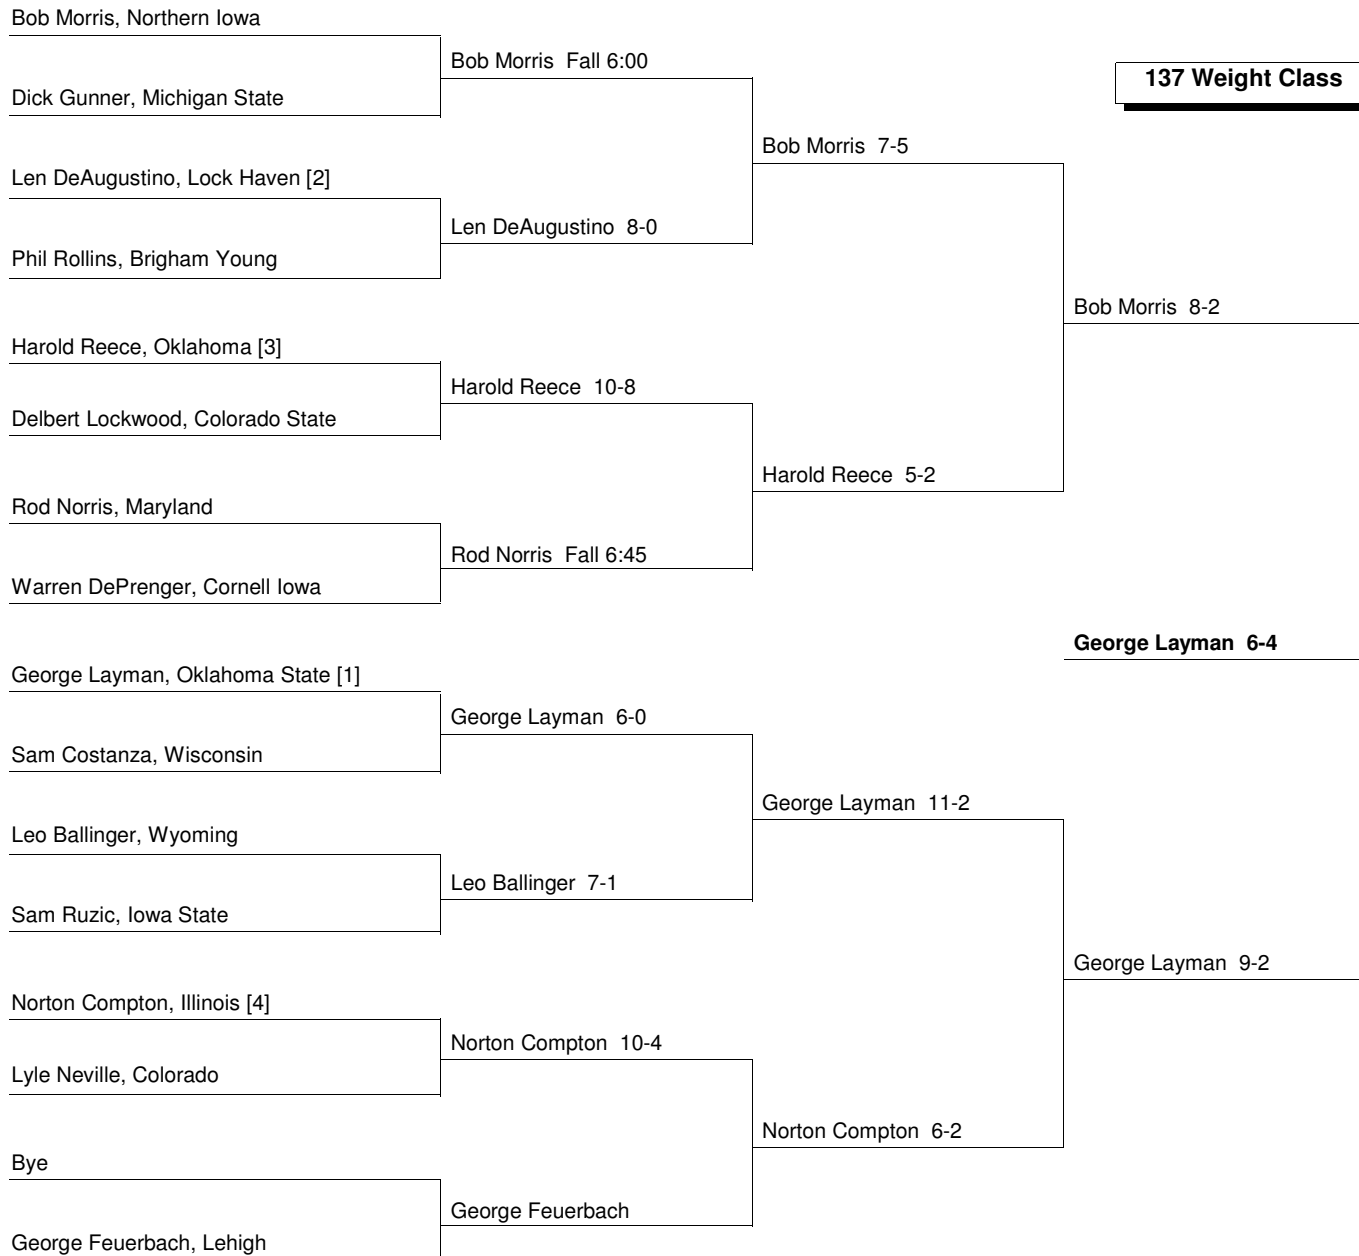 Bob Morris, Northern Iowa
Bob Morris  Fall 6:00
137 Weight Class
Dick Gunner, Michigan State
Bob Morris  7-5
Len DeAugustino, Lock Haven [2]
Len DeAugustino  8-0
Phil Rollins, Brigham Young
Bob Morris  8-2
Harold Reece, Oklahoma [3]
Harold Reece  10-8
Delbert Lockwood, Colorado State
Harold Reece  5-2
Rod Norris, Maryland
Rod Norris  Fall 6:45
Warren DePrenger, Cornell Iowa
George Layman  6-4
George Layman, Oklahoma State [1]
George Layman  6-0
Sam Costanza, Wisconsin
George Layman  11-2
Leo Ballinger, Wyoming
Leo Ballinger  7-1
Sam Ruzic, Iowa State
George Layman  9-2
Norton Compton, Illinois [4]
Norton Compton  10-4
Lyle Neville, Colorado
Norton Compton  6-2
Bye
George Feuerbach
George Feuerbach, Lehigh